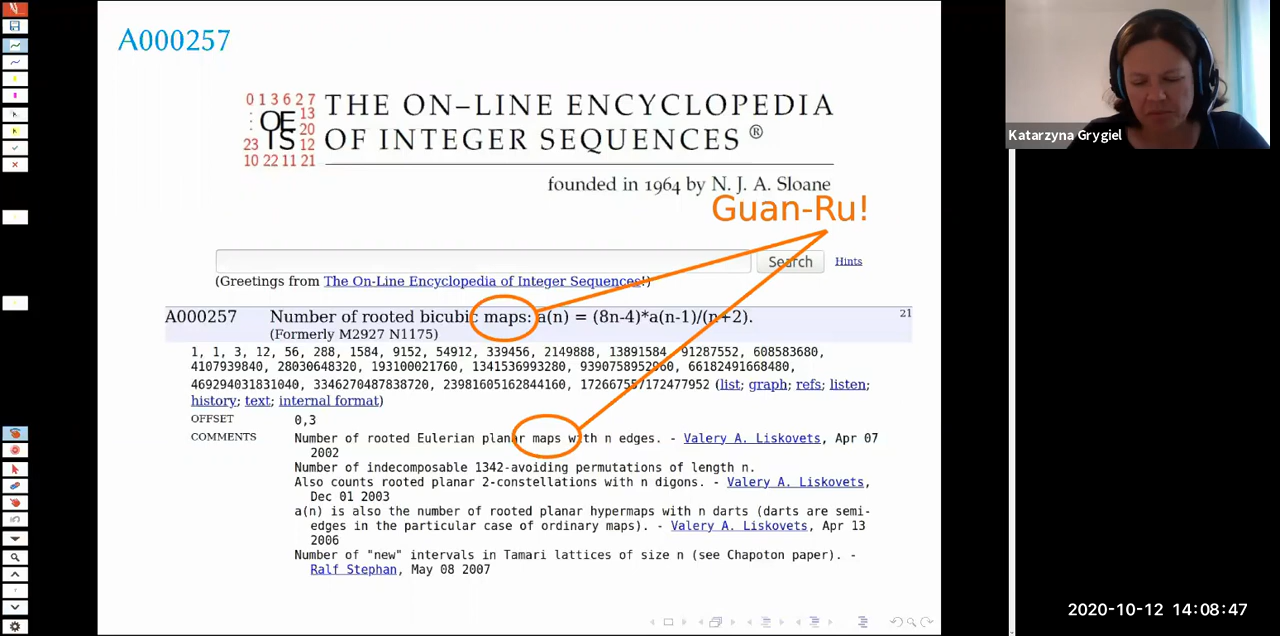 A000257
0 1 3 6 2 7
: OE 13
: IS 20
23 12
10 22 11 21
THE ON-LINE ENCYCLOPEDIA
OF INTEGER SEQUENCES ®
founded in 1964 by N. J. A. Sloane
Guan-Ru!
Search Hints
(Greetings from The On-Line Encyclopedia of Integer Sequences!)
A000257 Number of rooted bicubic maps: a(n) = (8n-4)*a(n-1)/(n+2). 21
(Formerly M2927 N1175)
1, 1, 3, 12, 56, 288, 1584, 9152, 54912, 339456, 2149888, 13891584, 91287552, 608583680,
4107939840, 28030648320, 193100021760, 1341536993280, 9390758952960, 66182491668480,
469294031831040, 3346270487838720, 23981605162844160, 172667557172477952 (list; graph; refs; listen;
history; text; internal format)
OFFSET 0,3
COMMENTS Number of rooted Eulerian planar maps with n edges. - Valery A. Liskovets, Apr 07
2002
Number of indecomposable 1342-avoiding permutations of length n.
Also counts rooted planar 2-constellations with n digons. - Valery A. Liskovets,
Dec 01 2003
a(n) is also the number of rooted planar hypermaps with n darts (darts are semi-
edges in the particular case of ordinary maps). - Valery A. Liskovets, Apr 13
2006
Number of "new" intervals in Tamari lattices of size n (see Chapoton paper). -
Ralf Stephan, May 08 2007
Katarzyna Grygiel
2020-10-12 14:08:47